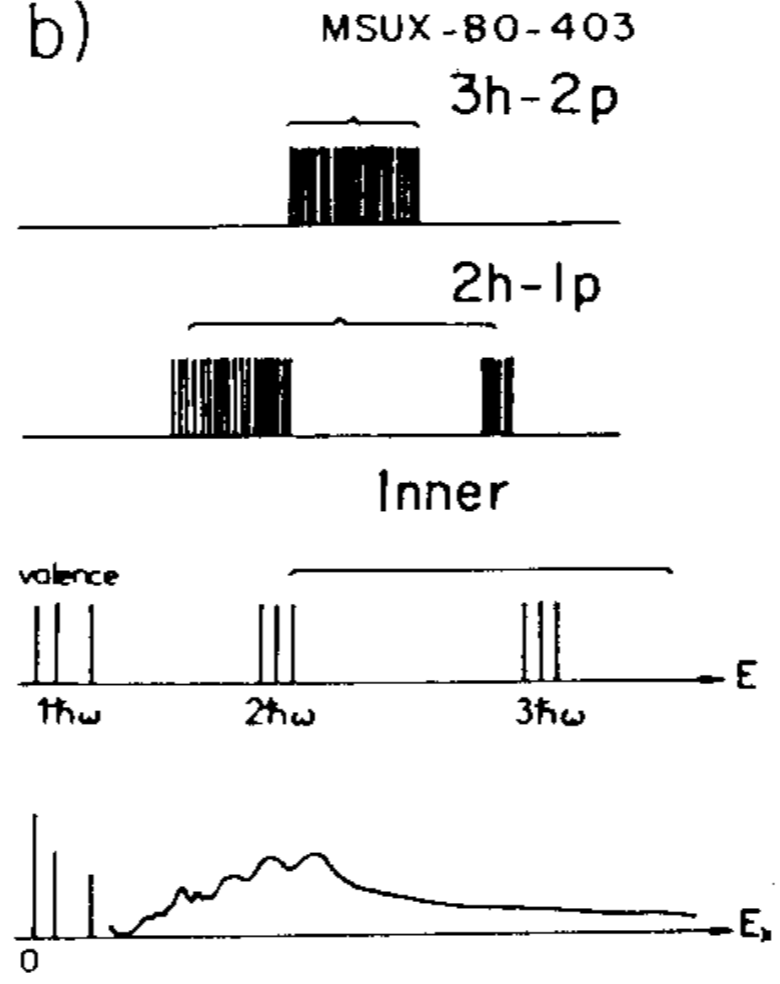 b)
MSUX-80-403
3h-2p
2h-1p
Inner
valence
E
1ħω
2ħω
3ħω
Eₓ
0